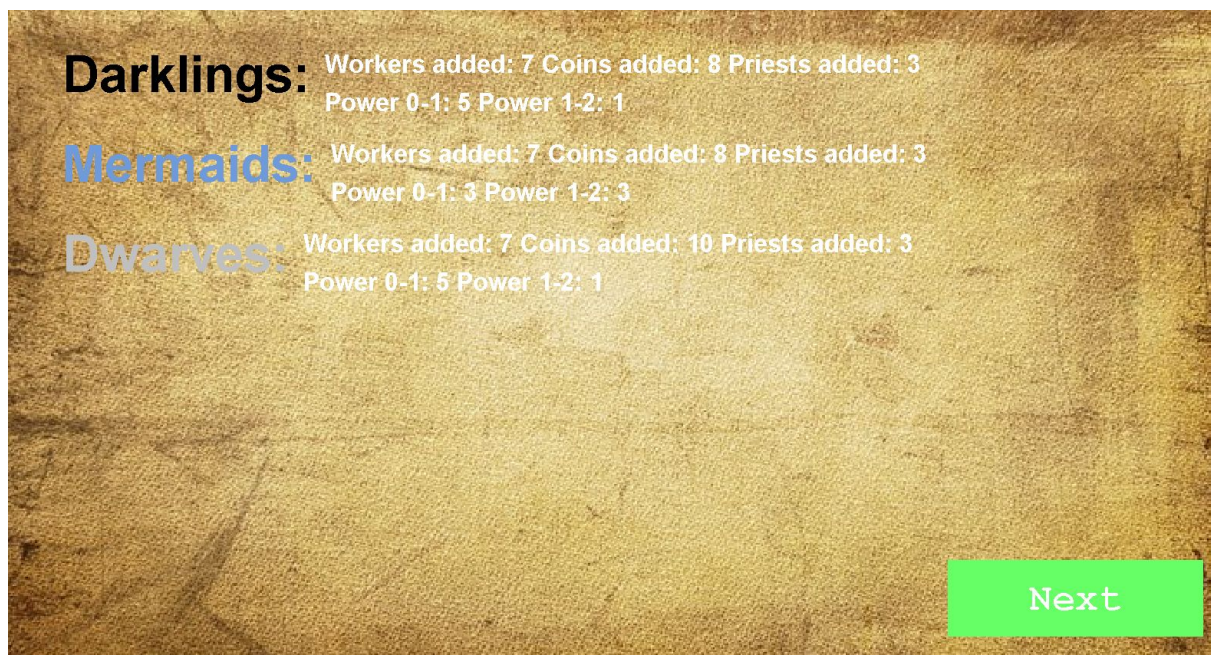 Darklings: Workers added: 7 Coins added: 8 Priests added: 3
Power 0-1: 5 Power 1-2: 1
Mermaids: Workers added: 7 Coins added: 8 Priests added: 3
Power 0-1: 3 Power 1-2: 3
Dwarves: Workers added: 7 Coins added: 10 Priests added: 3
Power 0-1: 5 Power 1-2: 1
Next